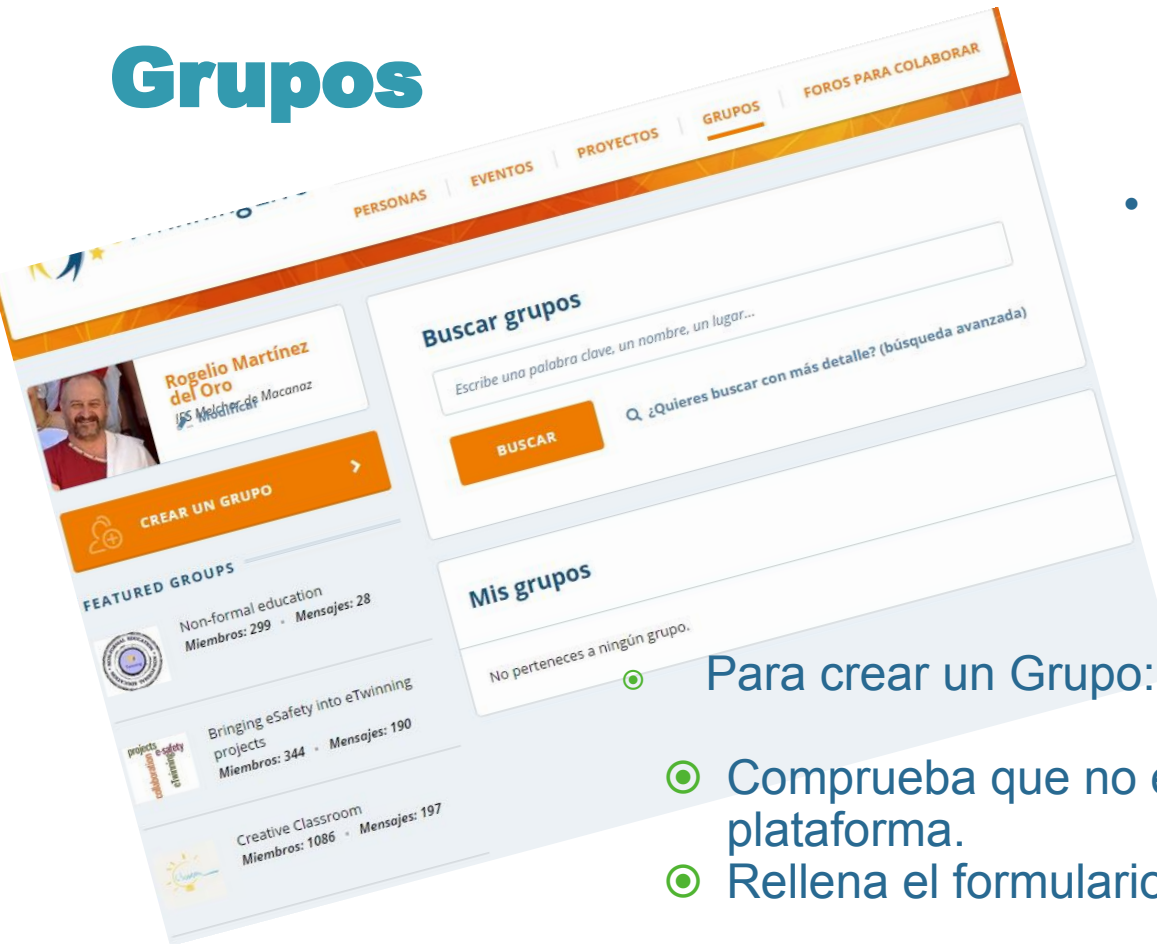 Grupos
PERSONAS
EVENTOS
PROYECTOS
GRUPOS
FOROS PARA COLABORAR
Rogelio Martínez
del Oro
IES Melchor de Macanaz
Modificar
CREAR UN GRUPO
FEATURED GROUPS
Non-formal education
Miembros: 299 • Mensajes: 28
projects e-safety
collaboration eTwinning
Bringing eSafety into eTwinning
projects
Miembros: 344 • Mensajes: 190
Creative Classroom
Miembros: 1086 • Mensajes: 197
Buscar grupos
Escribe una palabra clave, un nombre, un lugar...
BUSCAR
¿Quieres buscar con más detalle? (búsqueda avanzada)
Mis grupos
No perteneces a ningún grupo.
Para crear un Grupo:
Comprueba que no
plataforma.
Rellena el formulario